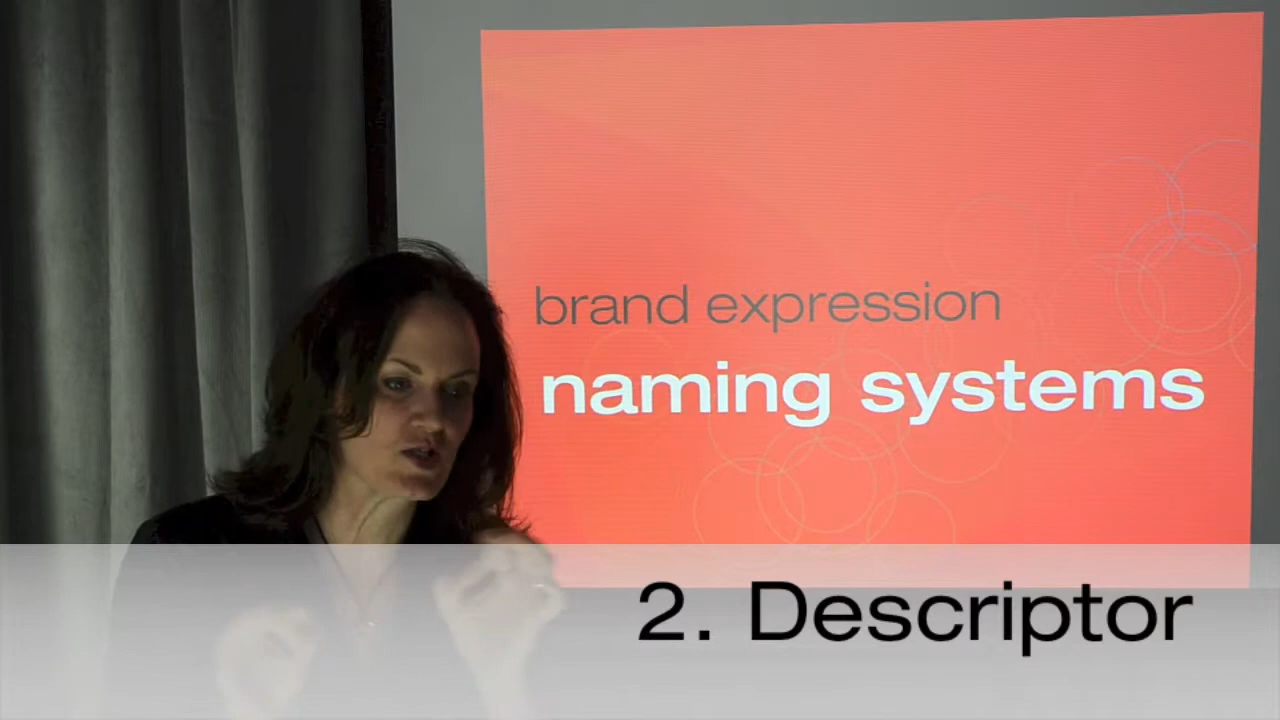 brand expression
naming systems
2. Descriptor